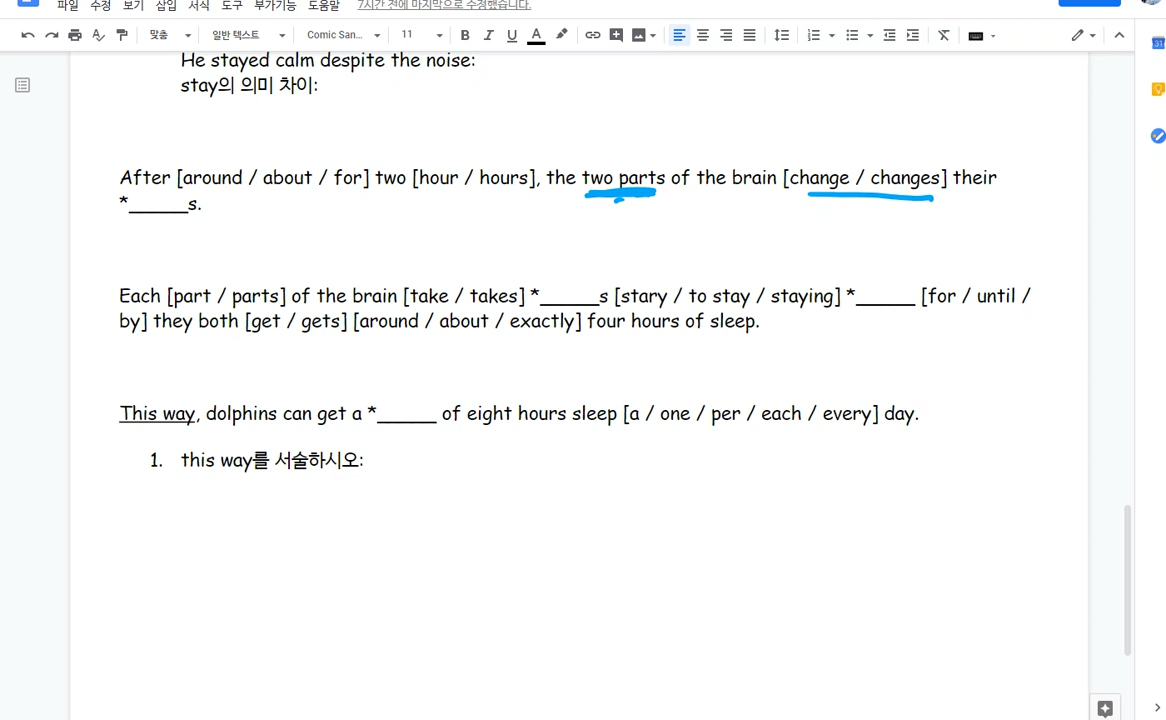 파일 수정 보기 삽입 서식 도구 부가기능 도움말 7시간 전에 마지막으로 수정했습니다.
맞춤 일반 텍스트 Comic San... 11 B I U A
31
He stayed calm despite the noise:
stay의 의미 차이:
After [around / about / for] two [hour / hours], the two parts of the brain [change / changes] their
*______s.
Each [part / parts] of the brain [take / takes] *______s [stary / to stay / staying] *______ [for / until /
by] they both [get / gets] [around / about / exactly] four hours of sleep.
This way, dolphins can get a *______ of eight hours sleep [a / one / per / each / every] day.
1. this way를 서술하시오: